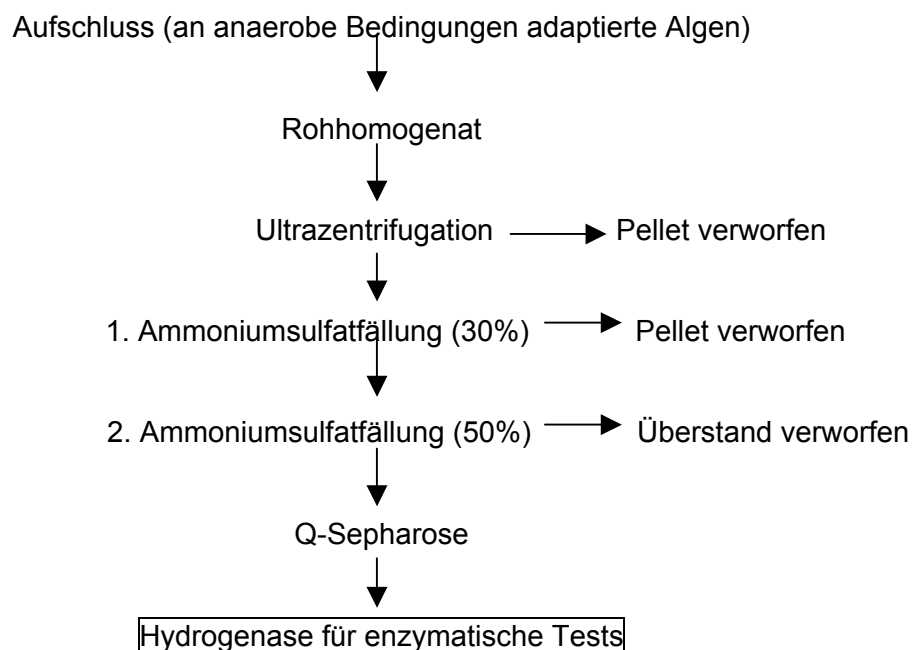 Aufschluss (an anaerobe Bedingungen adaptierte Algen)
Rohhomogenat
Ultrazentrifugation Pellet verworfen
1. Ammoniumsulfatfällung (30%) Pellet verworfen
2. Ammoniumsulfatfällung (50%) Überstand verworfen
Q-Sepharose
Hydrogenase für enzymatische Tests